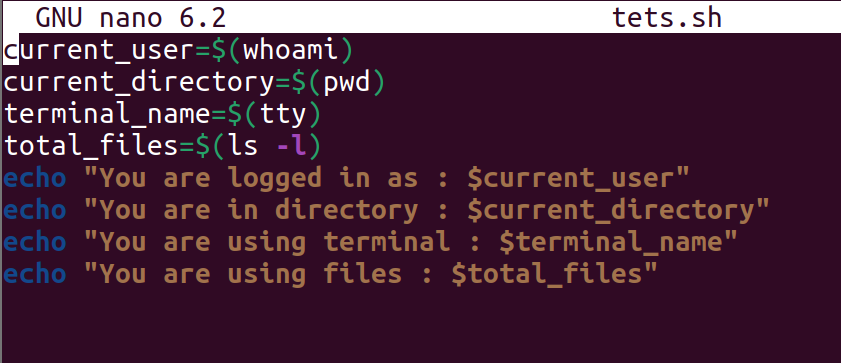 GNU nano 6.2 tets.sh
current_user=$(whoami)
current_directory=$(pwd)
terminal_name=$(tty)
total_files=$(ls -l)
echo "You are logged in as : $current_user"
echo "You are in directory : $current_directory"
echo "You are using terminal : $terminal_name"
echo "You are using files : $total_files"